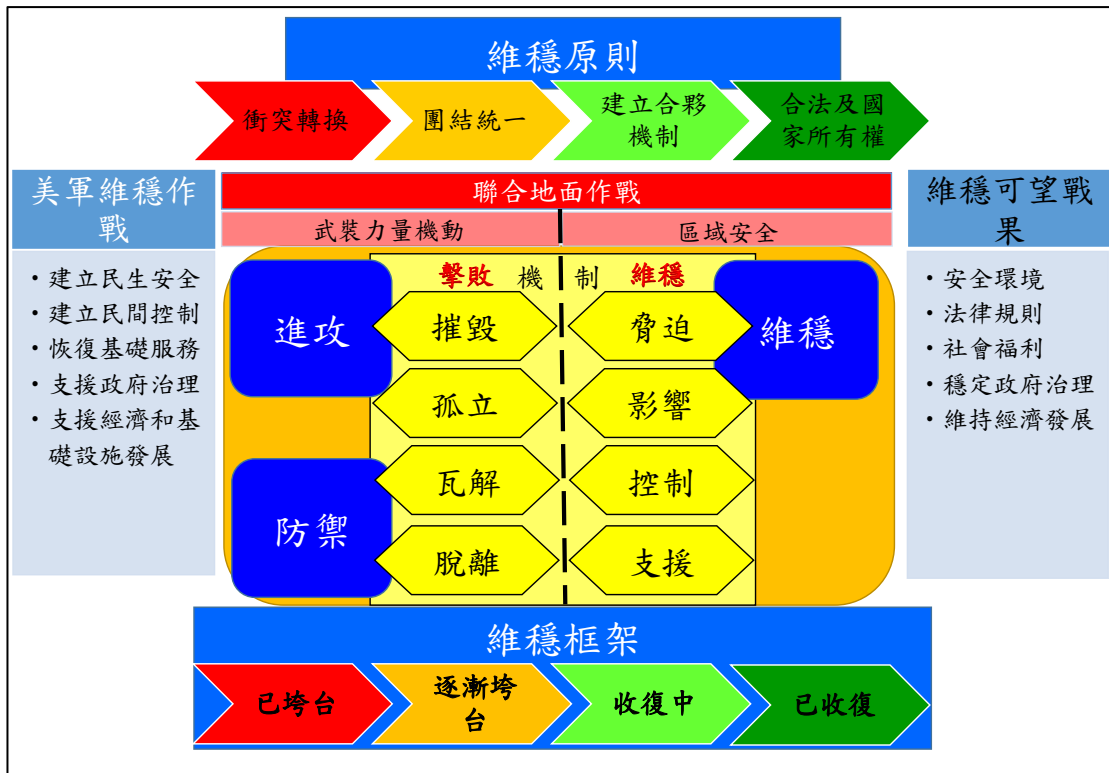 維穩原則
衝突轉換
團結統一
建立合夥
機制
合法及國
家所有權
美軍維穩作
戰
• 建立民生安全
• 建立民間控制
• 恢復基礎服務
• 支援政府治理
• 支援經濟和基
礎設施發展
聯合地面作戰
武裝力量機動
區域安全
擊敗 機 制 維穩
進攻
防禦
摧毀
孤立
瓦解
脫離
脅迫
影響
控制
支援
維穩
維穩可望戰
果
• 安全環境
• 法律規則
• 社會福利
• 穩定政府治理
• 維持經濟發展
維穩框架
已垮台
逐漸垮
台
收復中
已收復